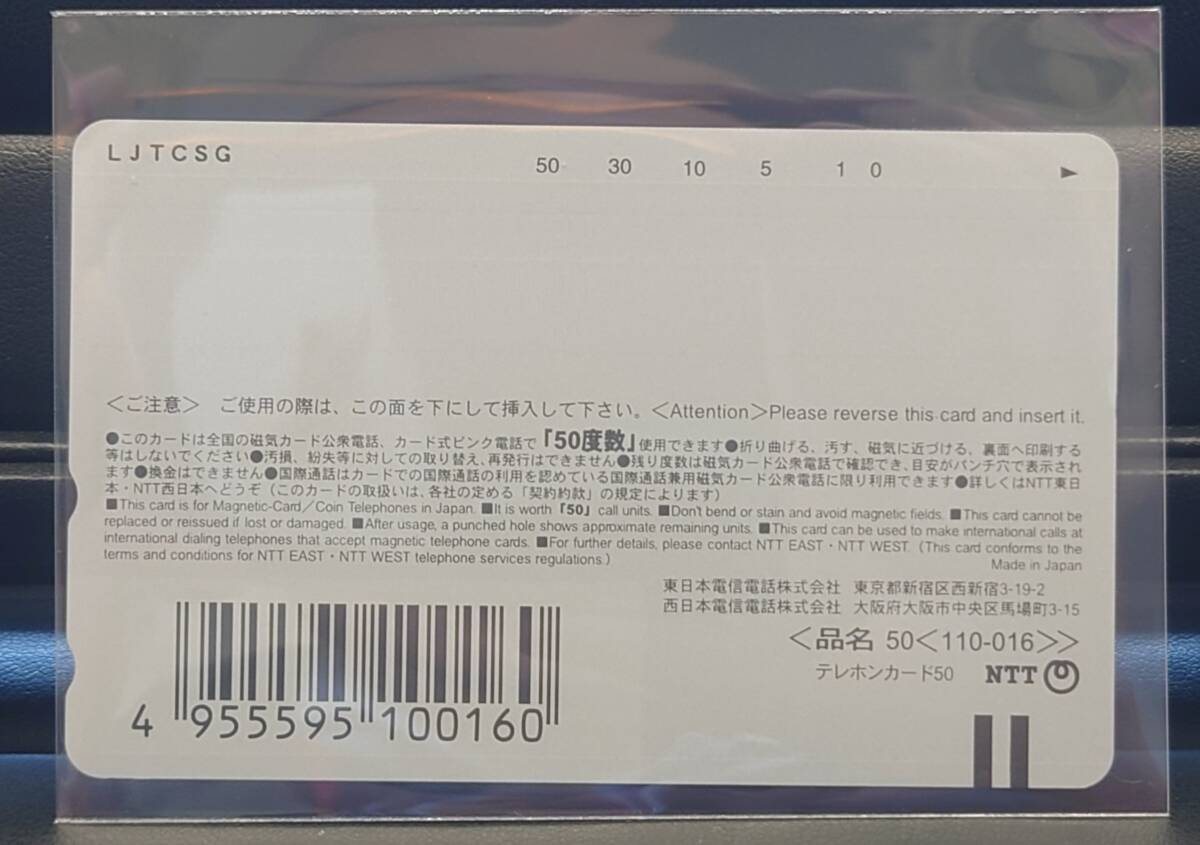 LJTCSG
50 30 10 5 1 0 ▶
＜ご注意＞　ご使用の際は、この面を下にして挿入して下さい。＜Attention＞Please reverse this card and insert it.
●このカードは全国の磁気カード公衆電話、カード式ピンク電話で「50度数」使用できます●折り曲げる、汚す、磁気に近づける、裏面へ印刷する
等はしないでください●汚損、紛失等に対しての取り替え、再発行はできません●残り度数は磁気カード公衆電話で確認でき、目安がパンチ穴で表示され
ます●換金はできません●国際通話はカードでの国際通話の利用を認めている国際通話兼用磁気カード公衆電話に限り利用できます●詳しくはNTT東日
本・NTT西日本へどうぞ（このカードの取扱いは、各社の定める「契約約款」の規定によります）
■This card is for Magnetic-Card／Coin Telephones in Japan. ■It is worth「50」call units. ■Don't bend or stain and avoid magnetic fields. ■This card cannot be
replaced or reissued if lost or damaged. ■After usage, a punched hole shows approximate remaining units. ■This card can be used to make international calls at
international dialing telephones that accept magnetic telephone cards. ■For further details, please contact NTT EAST・NTT WEST. (This card conforms to the
terms and conditions for NTT EAST・NTT WEST telephone services regulations.)
Made in Japan
東日本電信電話株式会社　東京都新宿区西新宿3-19-2
西日本電信電話株式会社　大阪府大阪市中央区馬場町3-15
＜品名 50＜110-016＞＞
テレホンカード50 NTT
4 955595 100160